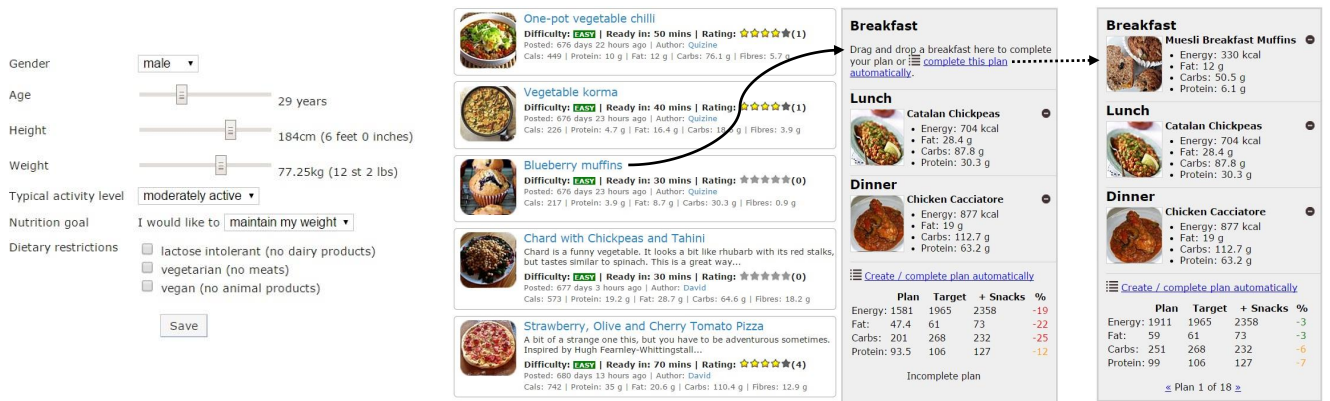 Gender male
Age 29 years
Height 184cm (6 feet 0 inches)
Weight 77.25kg (12 st 2 lbs)
Typical activity level moderately active
Nutrition goal I would like to maintain my weight
Dietary restrictions lactose intolerant (no dairy products)
vegetarian (no meats)
vegan (no animal products)
Save
One-pot vegetable chilli
Difficulty: EASY | Ready in: 50 mins | Rating: (1)
Posted: 676 days 22 hours ago | Author: Quizine
Cals: 449 | Protein: 10 g | Fat: 12 g | Carbs: 76.1 g | Fibres: 5.7 g
Vegetable korma
Difficulty: EASY | Ready in: 40 mins | Rating: (1)
Posted: 676 days 23 hours ago | Author: Quizine
Cals: 226 | Protein: 4.7 g | Fat: 16.4 g | Carbs: g | Fibres: 3.9 g
Blueberry muffins
Difficulty: EASY | Ready in: 30 mins | Rating: (0)
Posted: 676 days 23 hours ago | Author: Quizine
Cals: 217 | Protein: 3.9 g | Fat: 8.7 g | Carbs: 30.3 g | Fibres: 0.9 g
Chard with Chickpeas and Tahini
Chard is a funny vegetable. It looks a bit like rhubarb with its red stalks,
but tastes similar to spinach. This is a great way...
Difficulty: EASY | Ready in: 30 mins | Rating: (0)
Posted: 677 days 3 hours ago | Author: David
Cals: 573 | Protein: 19.2 g | Fat: 28.7 g | Carbs: 64.6 g | Fibres: 18.2 g
Strawberry, Olive and Cherry Tomato Pizza
A bit of a strange one this, but you have to be adventurous sometimes.
Inspired by Hugh Fearnley-Whittingstall...
Difficulty: EASY | Ready in: 70 mins | Rating: (4)
Posted: 680 days 13 hours ago | Author: David
Cals: 742 | Protein: 35 g | Fat: 20.6 g | Carbs: 110.4 g | Fibres: 12.9 g
Breakfast
Drag and drop a breakfast here to complete
your plan or complete this plan
automatically.
Lunch
Catalan Chickpeas
• Energy: 704 kcal
• Fat: 28.4 g
• Carbs: 87.8 g
• Protein: 30.3 g
Dinner
Chicken Cacciatore
• Energy: 877 kcal
• Fat: 19 g
• Carbs: 112.7 g
• Protein: 63.2 g
Create / complete plan automatically
Plan Target + Snacks %
Energy: 1581 1965 2358 -19
Fat: 47.4 61 73 -22
Carbs: 201 268 232 -25
Protein: 93.5 106 127 -12
Incomplete plan
Breakfast
Muesli Breakfast Muffins
• Energy: 330 kcal
• Fat: 12 g
• Carbs: 50.5 g
• Protein: 6.1 g
Lunch
Catalan Chickpeas
• Energy: 704 kcal
• Fat: 28.4 g
• Carbs: 87.8 g
• Protein: 30.3 g
Dinner
Chicken Cacciatore
• Energy: 877 kcal
• Fat: 19 g
• Carbs: 112.7 g
• Protein: 63.2 g
Create / complete plan automatically
Plan Target + Snacks %
Energy: 1911 1965 2358 -3
Fat: 59 61 73 -3
Carbs: 251 268 232 -6
Protein: 99 106 127 -7
« Plan 1 of 18 »